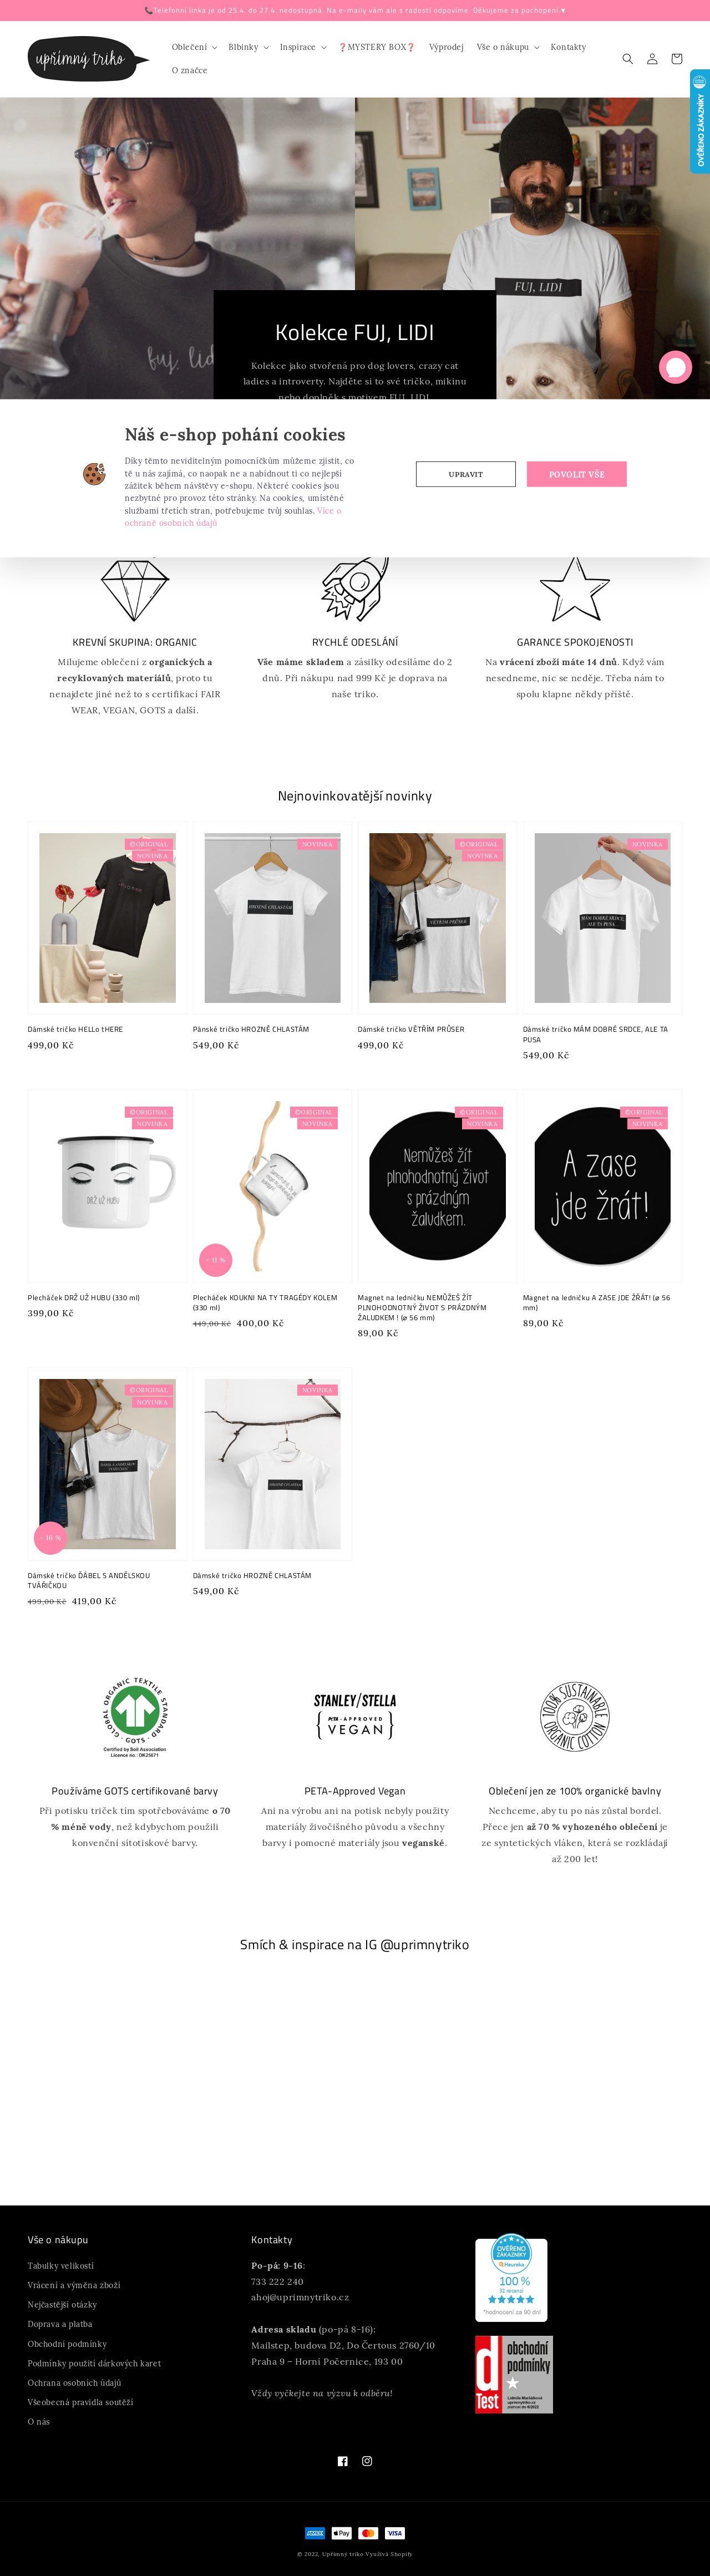 📞Telefonní linka je od 25.4. do 27.4. nedostupná. Na e-maily vám ale s radostí odpovíme. Děkujeme za pochopení.♥
upřímný triko
Oblečení
Blbinky
Inspirace
❓MYSTERY BOX❓
Výprodej
Vše o nákupu
Kontakty
O značce
OVĚŘENO ZÁKAZNÍKY
fuj, lidi
FUJ, LIDI
Kolekce FUJ, LIDI
Kolekce jako stvořená pro dog lovers, crazy cat
ladies a introverty. Najděte si to své tričko, mikinu
nebo doplněk s motivem FUJ, LIDI.
Náš e-shop pohání cookies
Díky těmto neviditelným pomocníkům můžeme zjistit, co
tě u nás zajímá, co naopak ne a nabídnout ti co nejlepší
zážitek během návštěvy e-shopu. Některé cookies jsou
nezbytné pro provoz této stránky. Na cookies, umístěné
službami třetích stran, potřebujeme tvůj souhlas. Více o
ochraně osobních údajů
UPRAVIT
POVOLIT VŠE
KREVNÍ SKUPINA: ORGANIC
Milujeme oblečení z organických a
recyklovaných materiálů, proto tu
nenajdete jiné než to s certifikací FAIR
WEAR, VEGAN, GOTS a další.
RYCHLÉ ODESLÁNÍ
Vše máme skladem a zásilky odesíláme do 2
dnů. Při nákupu nad 999 Kč je doprava na
naše triko.
GARANCE SPOKOJENOSTI
Na vrácení zboží máte 14 dnů. Když vám
nesedneme, nic se neděje. Třeba nám to
spolu klapne někdy příště.
Nejnovinkovatější novinky
©ORIGINAL
NOVINKA
Dámské tričko HELLo tHERE
499,00 Kč
NOVINKA
HROZNĚ CHLASTÁM
Pánské tričko HROZNĚ CHLASTÁM
549,00 Kč
©ORIGINAL
NOVINKA
VĚTŘÍM PRŮSER
Dámské tričko VĚTŘÍM PRŮSER
499,00 Kč
NOVINKA
MÁM DOBRÉ SRDCE,
ALE TA PUSA
Dámské tričko MÁM DOBRÉ SRDCE, ALE TA
PUSA
549,00 Kč
©ORIGINAL
NOVINKA
DRŽ UŽ HUBU
Plecháček DRŽ UŽ HUBU (330 ml)
399,00 Kč
©ORIGINAL
NOVINKA
- 11 %
Plecháček KOUKNI NA TY TRAGÉDY KOLEM
(330 ml)
449,00 Kč 400,00 Kč
©ORIGINAL
NOVINKA
Nemůžeš žít
plnohodnotný život
s prázdným
žaludkem.
Magnet na ledničku NEMŮŽEŠ ŽÍT
PLNOHODNOTNÝ ŽIVOT S PRÁZDNÝM
ŽALUDKEM ! (ø 56 mm)
89,00 Kč
©ORIGINAL
NOVINKA
A zase
jde žrát!
Magnet na ledničku A ZASE JDE ŽRÁT! (ø 56
mm)
89,00 Kč
©ORIGINAL
NOVINKA
- 16 %
Dámské tričko ĎÁBEL S ANDÉLSKOU
TVÁŘIČKOU
499,00 Kč 419,00 Kč
NOVINKA
HROZNĚ CHLASTÁM
Dámské tričko HROZNĚ CHLASTÁM
549,00 Kč
GLOBAL ORGANIC TEXTILE STANDARD
GOTS
Certified by Soil Association
Licence no.: DK25671
Používáme GOTS certifikované barvy
Při potisku triček tím spotřebováváme o 70
% méně vody, než kdybychom použili
konvenční sítotiskové barvy.
STANLEY/STELLA
PETA-APPROVED
VEGAN
PETA-Approved Vegan
Ani na výrobu ani na potisk nebyly použity
materiály živočišného původu a všechny
barvy i pomocné materiály jsou veganské.
100% SUSTAINABLE
ORGANIC COTTON
Oblečení jen ze 100% organické bavlny
Nechceme, aby tu po nás zůstal bordel.
Přece jen až 70 % vyhozeného oblečení je
ze syntetických vláken, která se rozkládají
až 200 let!
Smích & inspirace na IG @uprimnytriko
Vše o nákupu
Tabulky velikostí
Vrácení a výměna zboží
Nejčastější otázky
Doprava a platba
Obchodní podmínky
Podmínky použití dárkových karet
Ochrana osobních údajů
Všeobecná pravidla soutěží
O nás
Kontakty
Po-pá: 9-16:
733 222 240
ahoj@uprimnytriko.cz
Adresa skladu (po-pá 8-16):
Mailstep, budova D2, Do Čertous 2760/10
Praha 9 – Horní Počernice, 193 00
Vždy vyčkejte na výzvu k odběru!
OVĚŘENO
ZÁKAZNÍKY
Heureka
100 %
32 recenzí
*hodnocení za 90 dní
dTest
obchodní
podmínky
© 2022, Upřímný triko Využívá Shopify